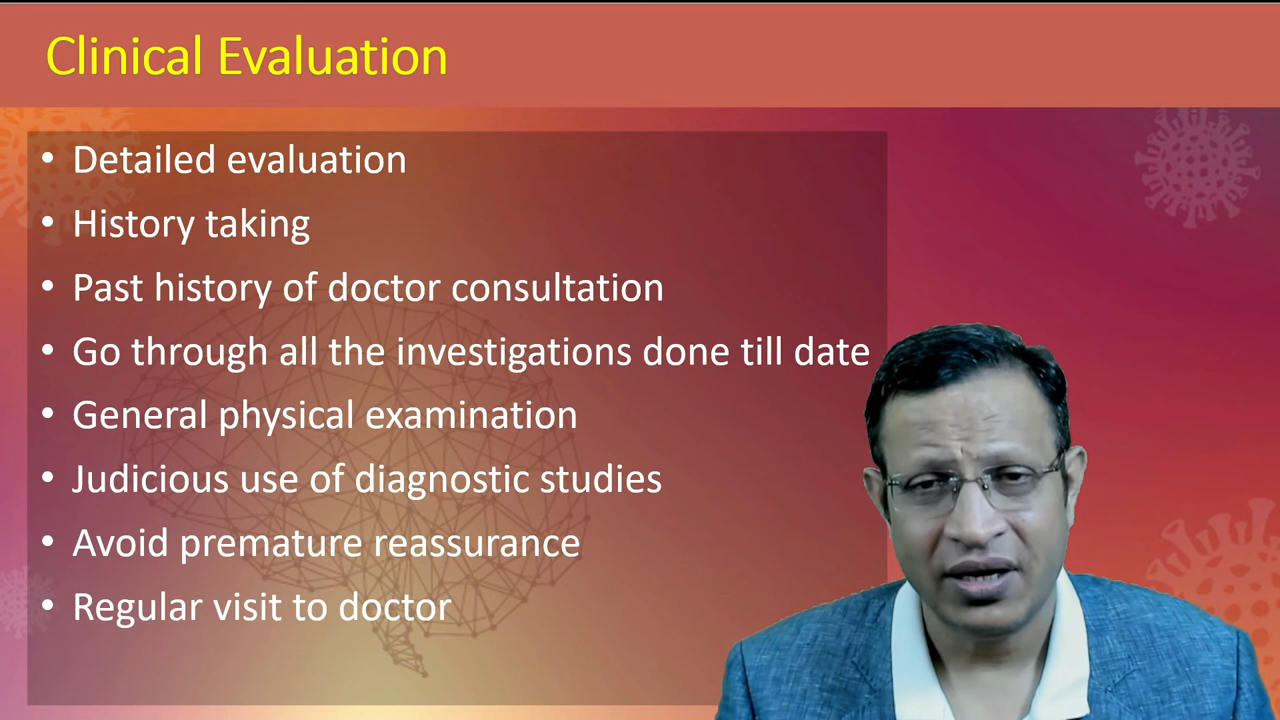 Clinical Evaluation
• Detailed evaluation
• History taking
• Past history of doctor consultation
• Go through all the investigations done till date
• General physical examination
• Judicious use of diagnostic studies
• Avoid premature reassurance
• Regular visit to doctor